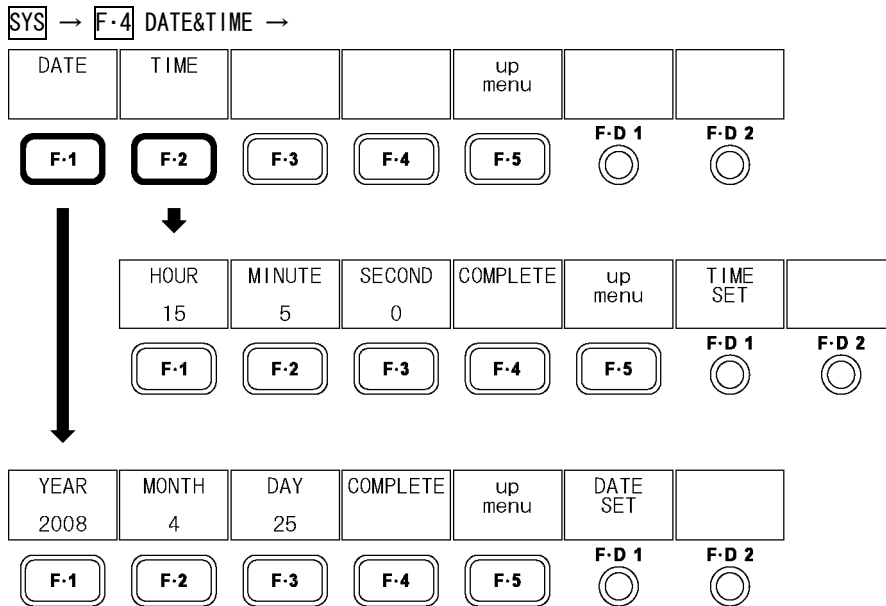 SYS → F·4 DATE&TIME →
DATE TIME up menu
F·1 F·2 F·3 F·4 F·5 F·D 1 F·D 2
HOUR MINUTE SECOND COMPLETE up menu TIME SET
15 5 0
F·1 F·2 F·3 F·4 F·5 F·D 1 F·D 2
YEAR MONTH DAY COMPLETE up menu DATE SET
2008 4 25
F·1 F·2 F·3 F·4 F·5 F·D 1 F·D 2